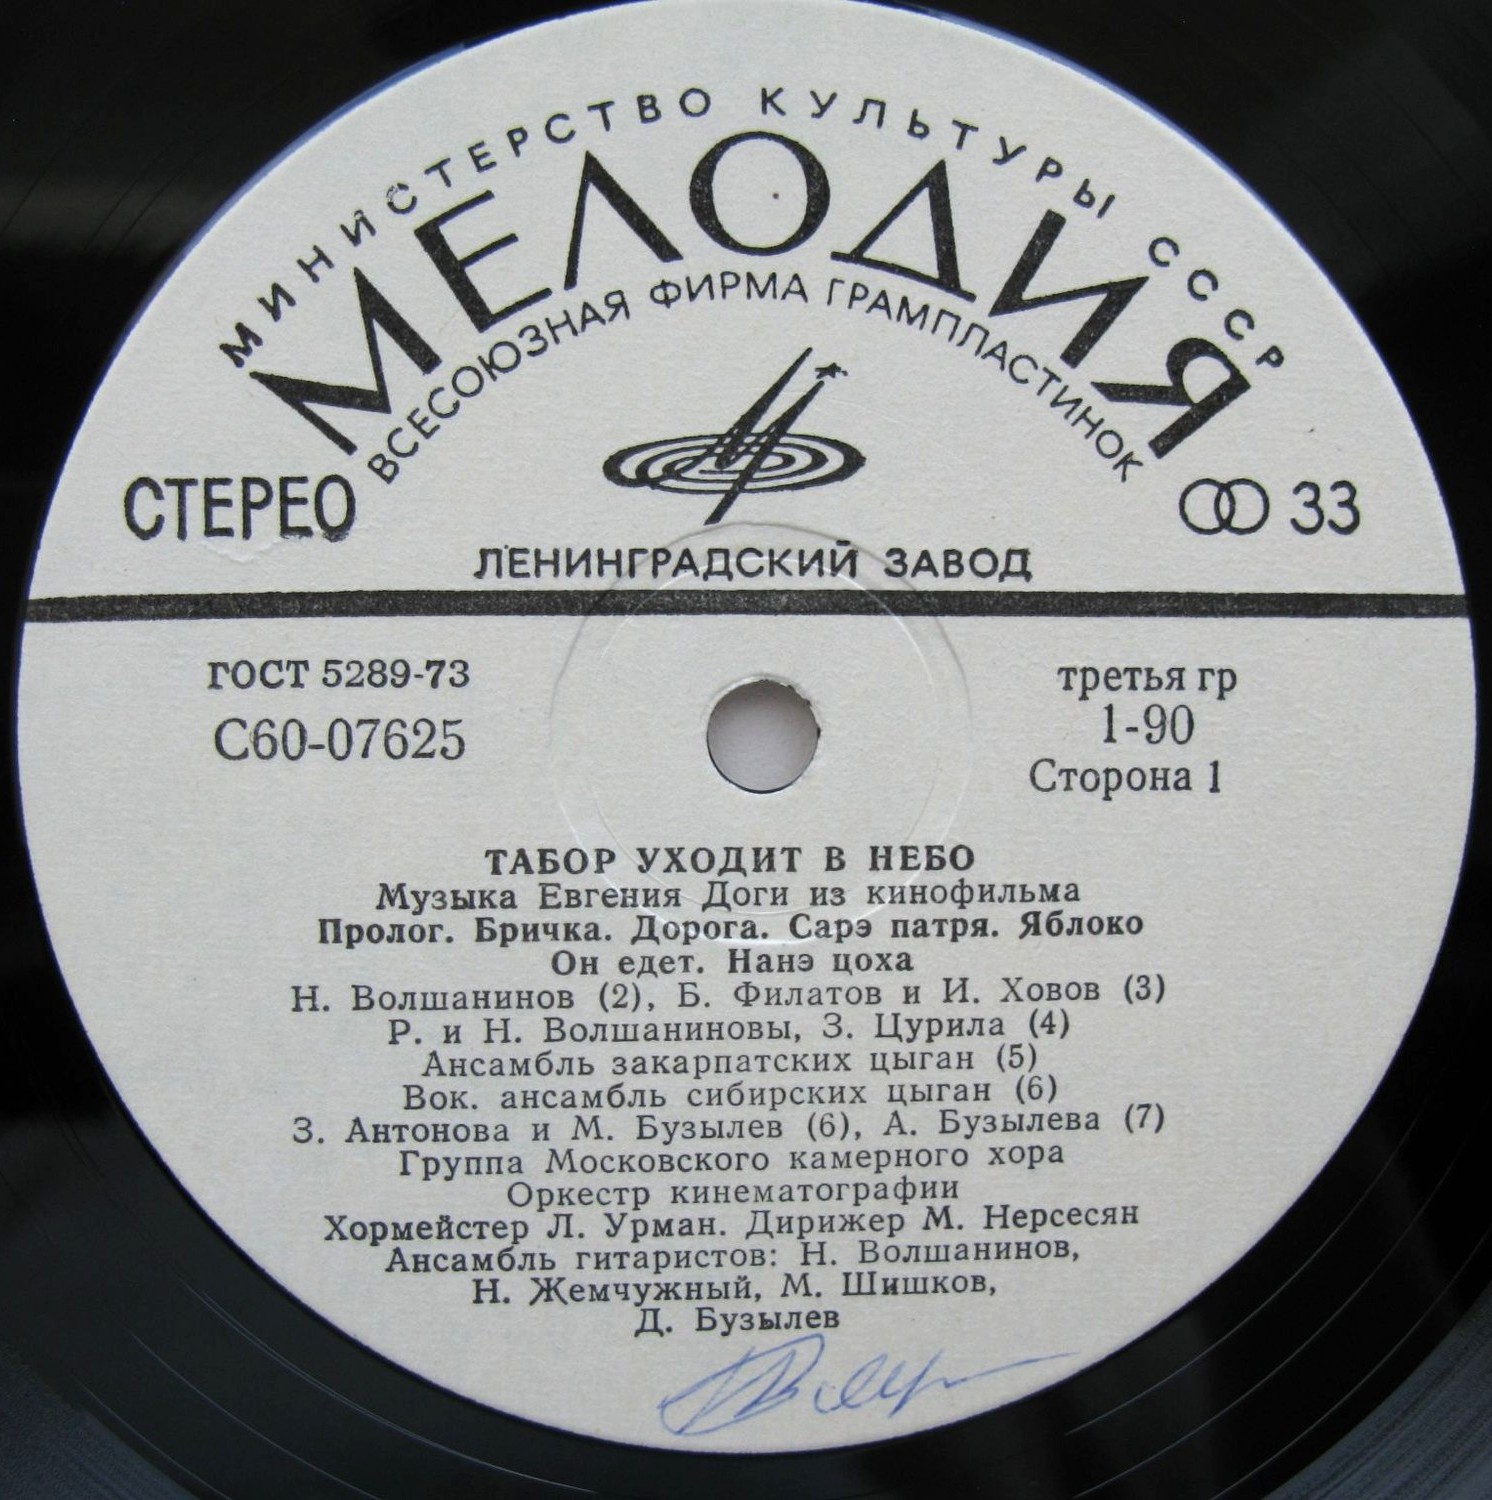 МИНИСТЕРСТВО КУЛЬТУРЫ СССР
МЕЛОДИЯ
ВСЕСОЮЗНАЯ ФИРМА ГРАМПЛАСТИНОК
СТЕРЕО
33
ЛЕНИНГРАДСКИЙ ЗАВОД
ГОСТ 5289-73
С60-07625
третья гр
1-90
Сторона 1
ТАБОР УХОДИТ В НЕБО
Музыка Евгения Доги из кинофильма
Пролог. Бричка. Дорога. Сарэ патря. Яблоко
Он едет. Нанэ цоха
Н. Волшанинов (2), Б. Филатов и И. Ховов (3)
Р. и Н. Волшаниновы, З. Цурила (4)
Ансамбль закарпатских цыган (5)
Вок. ансамбль сибирских цыган (6)
З. Антонова и М. Бузылев (6), А. Бузылева (7)
Группа Московского камерного хора
Оркестр кинематографии
Хормейстер Л. Урман. Дирижер М. Нерсесян
Ансамбль гитаристов: Н. Волшанинов,
Н. Жемчужный, М. Шишков,
Д. Бузылев